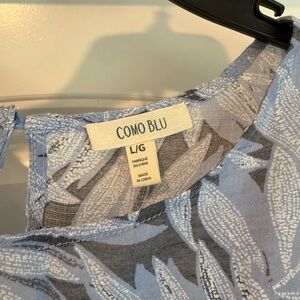 COMO BLU
L/G
FABRIQUÉ
EN CHINE
MADE
IN CHINA